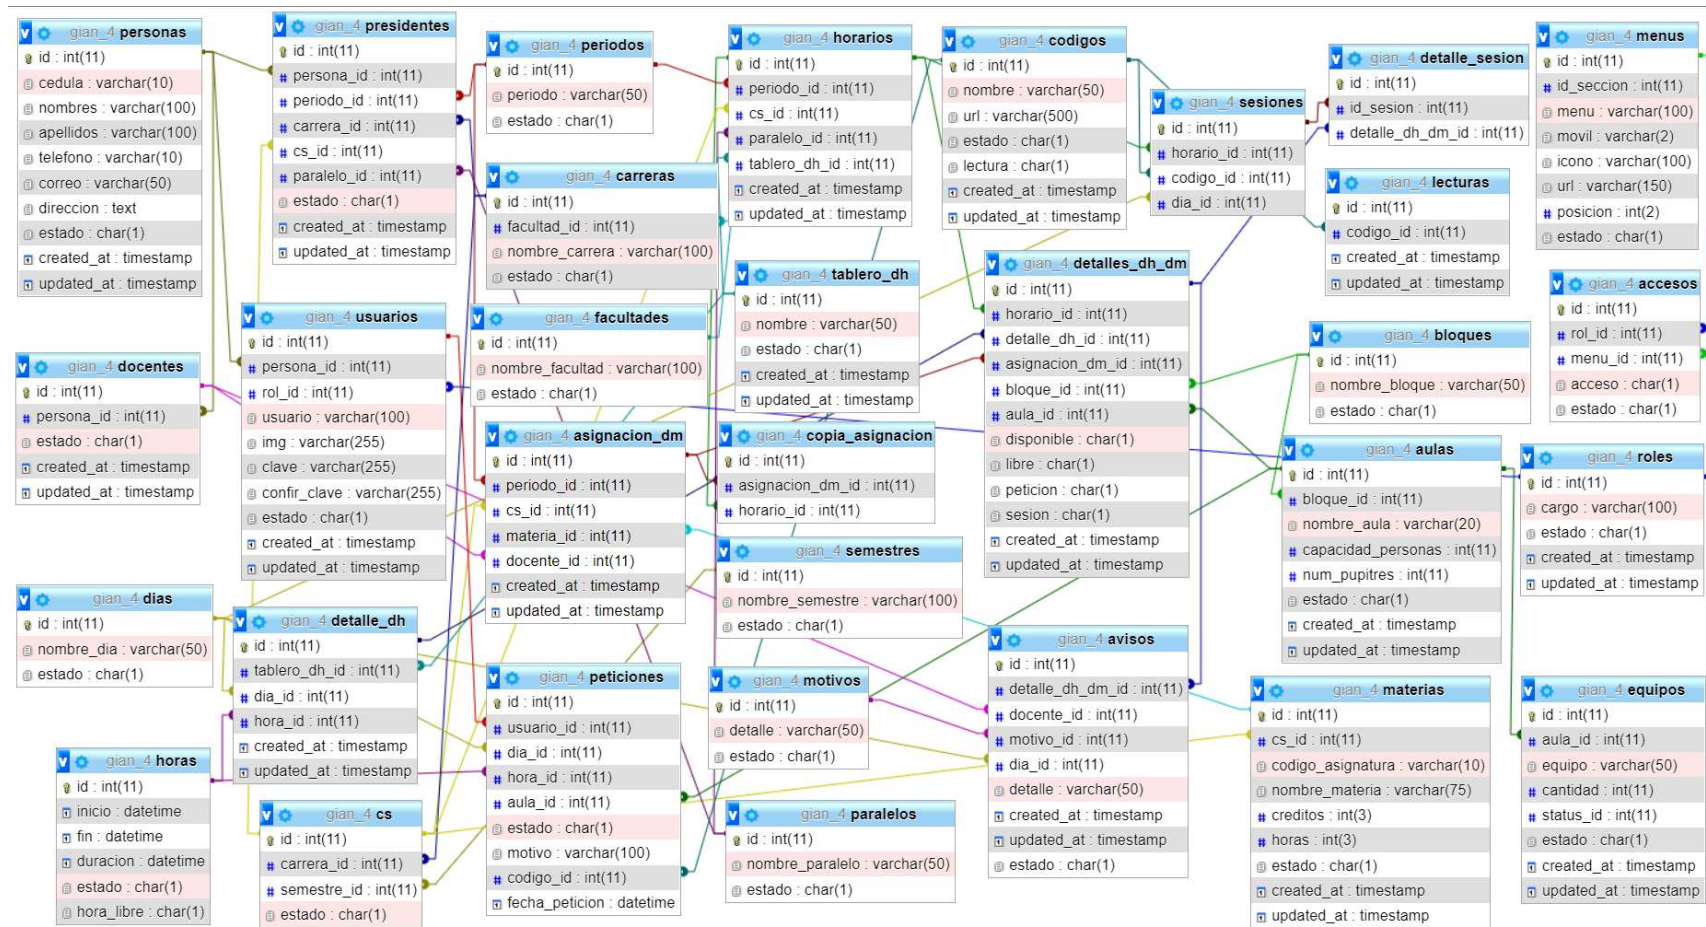 gian_4 personas
id : int(11)
cedula : varchar(10)
nombres : varchar(100)
apellidos : varchar(100)
telefono : varchar(10)
correo : varchar(50)
direccion : text
estado : char(1)
created_at : timestamp
updated_at : timestamp
gian_4 presidentes
id : int(11)
persona_id : int(11)
periodo_id : int(11)
carrera_id : int(11)
cs_id : int(11)
paralelo_id : int(11)
estado : char(1)
created_at : timestamp
updated_at : timestamp
gian_4 periodos
id : int(11)
periodo : varchar(50)
estado : char(1)
gian_4 horarios
id : int(11)
periodo_id : int(11)
cs_id : int(11)
paralelo_id : int(11)
tablero_dh_id : int(11)
created_at : timestamp
updated_at : timestamp
gian_4 codigos
id : int(11)
nombre : varchar(50)
url : varchar(500)
estado : char(1)
lectura : char(1)
created_at : timestamp
updated_at : timestamp
gian_4 sesiones
id : int(11)
horario_id : int(11)
codigo_id : int(11)
dia_id : int(11)
gian_4 detalle_sesion
id : int(11)
id_sesion : int(11)
detalle_dh_dm_id : int(11)
gian_4 menus
id : int(11)
id_seccion : int(11)
menu : varchar(100)
movil : varchar(2)
icono : varchar(100)
url : varchar(150)
posicion : int(2)
estado : char(1)
gian_4 carreras
id : int(11)
facultad_id : int(11)
nombre_carrera : varchar(100)
estado : char(1)
gian_4 lecturas
id : int(11)
codigo_id : int(11)
created_at : timestamp
updated_at : timestamp
gian_4 tablero_dh
id : int(11)
nombre : varchar(50)
estado : char(1)
created_at : timestamp
updated_at : timestamp
gian_4 detalles_dh_dm
id : int(11)
horario_id : int(11)
detalle_dh_id : int(11)
asignacion_dm_id : int(11)
bloque_id : int(11)
aula_id : int(11)
disponible : char(1)
libre : char(1)
peticion : char(1)
sesion : char(1)
created_at : timestamp
updated_at : timestamp
gian_4 accesos
id : int(11)
rol_id : int(11)
menu_id : int(11)
acceso : char(1)
estado : char(1)
gian_4 usuarios
id : int(11)
persona_id : int(11)
rol_id : int(11)
usuario : varchar(100)
img : varchar(255)
clave : varchar(255)
confir_clave : varchar(255)
estado : char(1)
created_at : timestamp
updated_at : timestamp
gian_4 facultades
id : int(11)
nombre_facultad : varchar(100)
estado : char(1)
gian_4 bloques
id : int(11)
nombre_bloque : varchar(50)
estado : char(1)
gian_4 docentes
id : int(11)
persona_id : int(11)
estado : char(1)
created_at : timestamp
updated_at : timestamp
gian_4 asignacion_dm
id : int(11)
periodo_id : int(11)
cs_id : int(11)
materia_id : int(11)
docente_id : int(11)
created_at : timestamp
updated_at : timestamp
gian_4 copia_asignacion
id : int(11)
asignacion_dm_id : int(11)
horario_id : int(11)
gian_4 aulas
id : int(11)
bloque_id : int(11)
nombre_aula : varchar(20)
capacidad_personas : int(11)
num_pupitres : int(11)
estado : char(1)
created_at : timestamp
updated_at : timestamp
gian_4 roles
id : int(11)
cargo : varchar(100)
estado : char(1)
created_at : timestamp
updated_at : timestamp
gian_4 semestres
id : int(11)
nombre_semestre : varchar(100)
estado : char(1)
gian_4 dias
id : int(11)
nombre_dia : varchar(50)
estado : char(1)
gian_4 detalle_dh
id : int(11)
tablero_dh_id : int(11)
dia_id : int(11)
hora_id : int(11)
created_at : timestamp
updated_at : timestamp
gian_4 peticiones
id : int(11)
usuario_id : int(11)
dia_id : int(11)
hora_id : int(11)
aula_id : int(11)
estado : char(1)
motivo : varchar(100)
codigo_id : int(11)
fecha_peticion : datetime
gian_4 motivos
id : int(11)
detalle : varchar(50)
estado : char(1)
gian_4 avisos
id : int(11)
detalle_dh_dm_id : int(11)
docente_id : int(11)
motivo_id : int(11)
dia_id : int(11)
detalle : varchar(50)
created_at : timestamp
updated_at : timestamp
estado : char(1)
gian_4 materias
id : int(11)
cs_id : int(11)
codigo_asignatura : varchar(10)
nombre_materia : varchar(75)
creditos : int(3)
horas : int(3)
estado : char(1)
created_at : timestamp
updated_at : timestamp
gian_4 equipos
id : int(11)
aula_id : int(11)
equipo : varchar(50)
cantidad : int(11)
status_id : int(11)
estado : char(1)
created_at : timestamp
updated_at : timestamp
gian_4 horas
id : int(11)
inicio : datetime
fin : datetime
duracion : datetime
estado : char(1)
hora_libre : char(1)
gian_4 cs
id : int(11)
carrera_id : int(11)
semestre_id : int(11)
estado : char(1)
gian_4 paralelos
id : int(11)
nombre_paralelo : varchar(50)
estado : char(1)